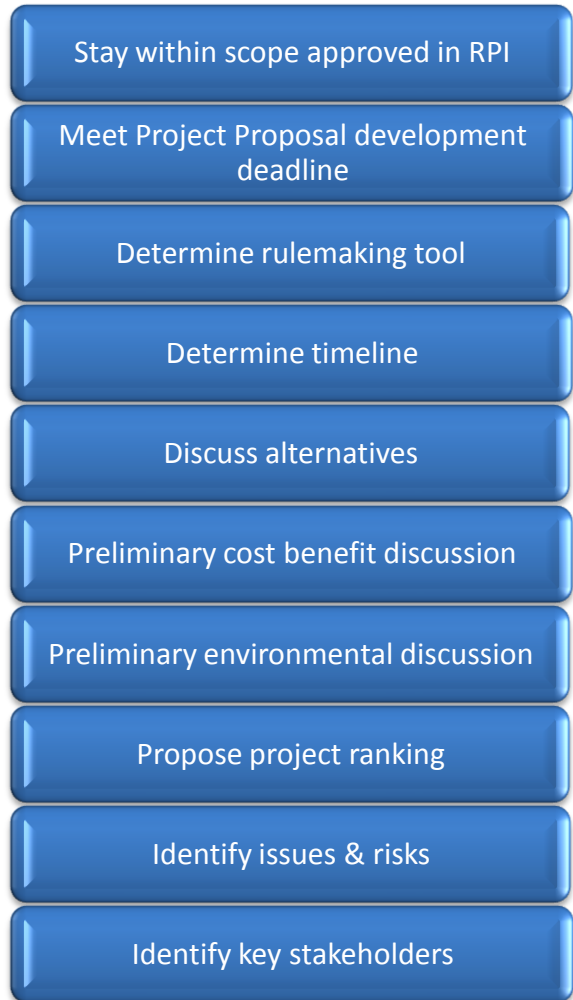 Stay within scope approved in RPI
Meet Project Proposal development
deadline
Determine rulemaking tool
Determine timeline
Discuss alternatives
Preliminary cost benefit discussion
Preliminary environmental discussion
Propose project ranking
Identify issues & risks
Identify key stakeholders